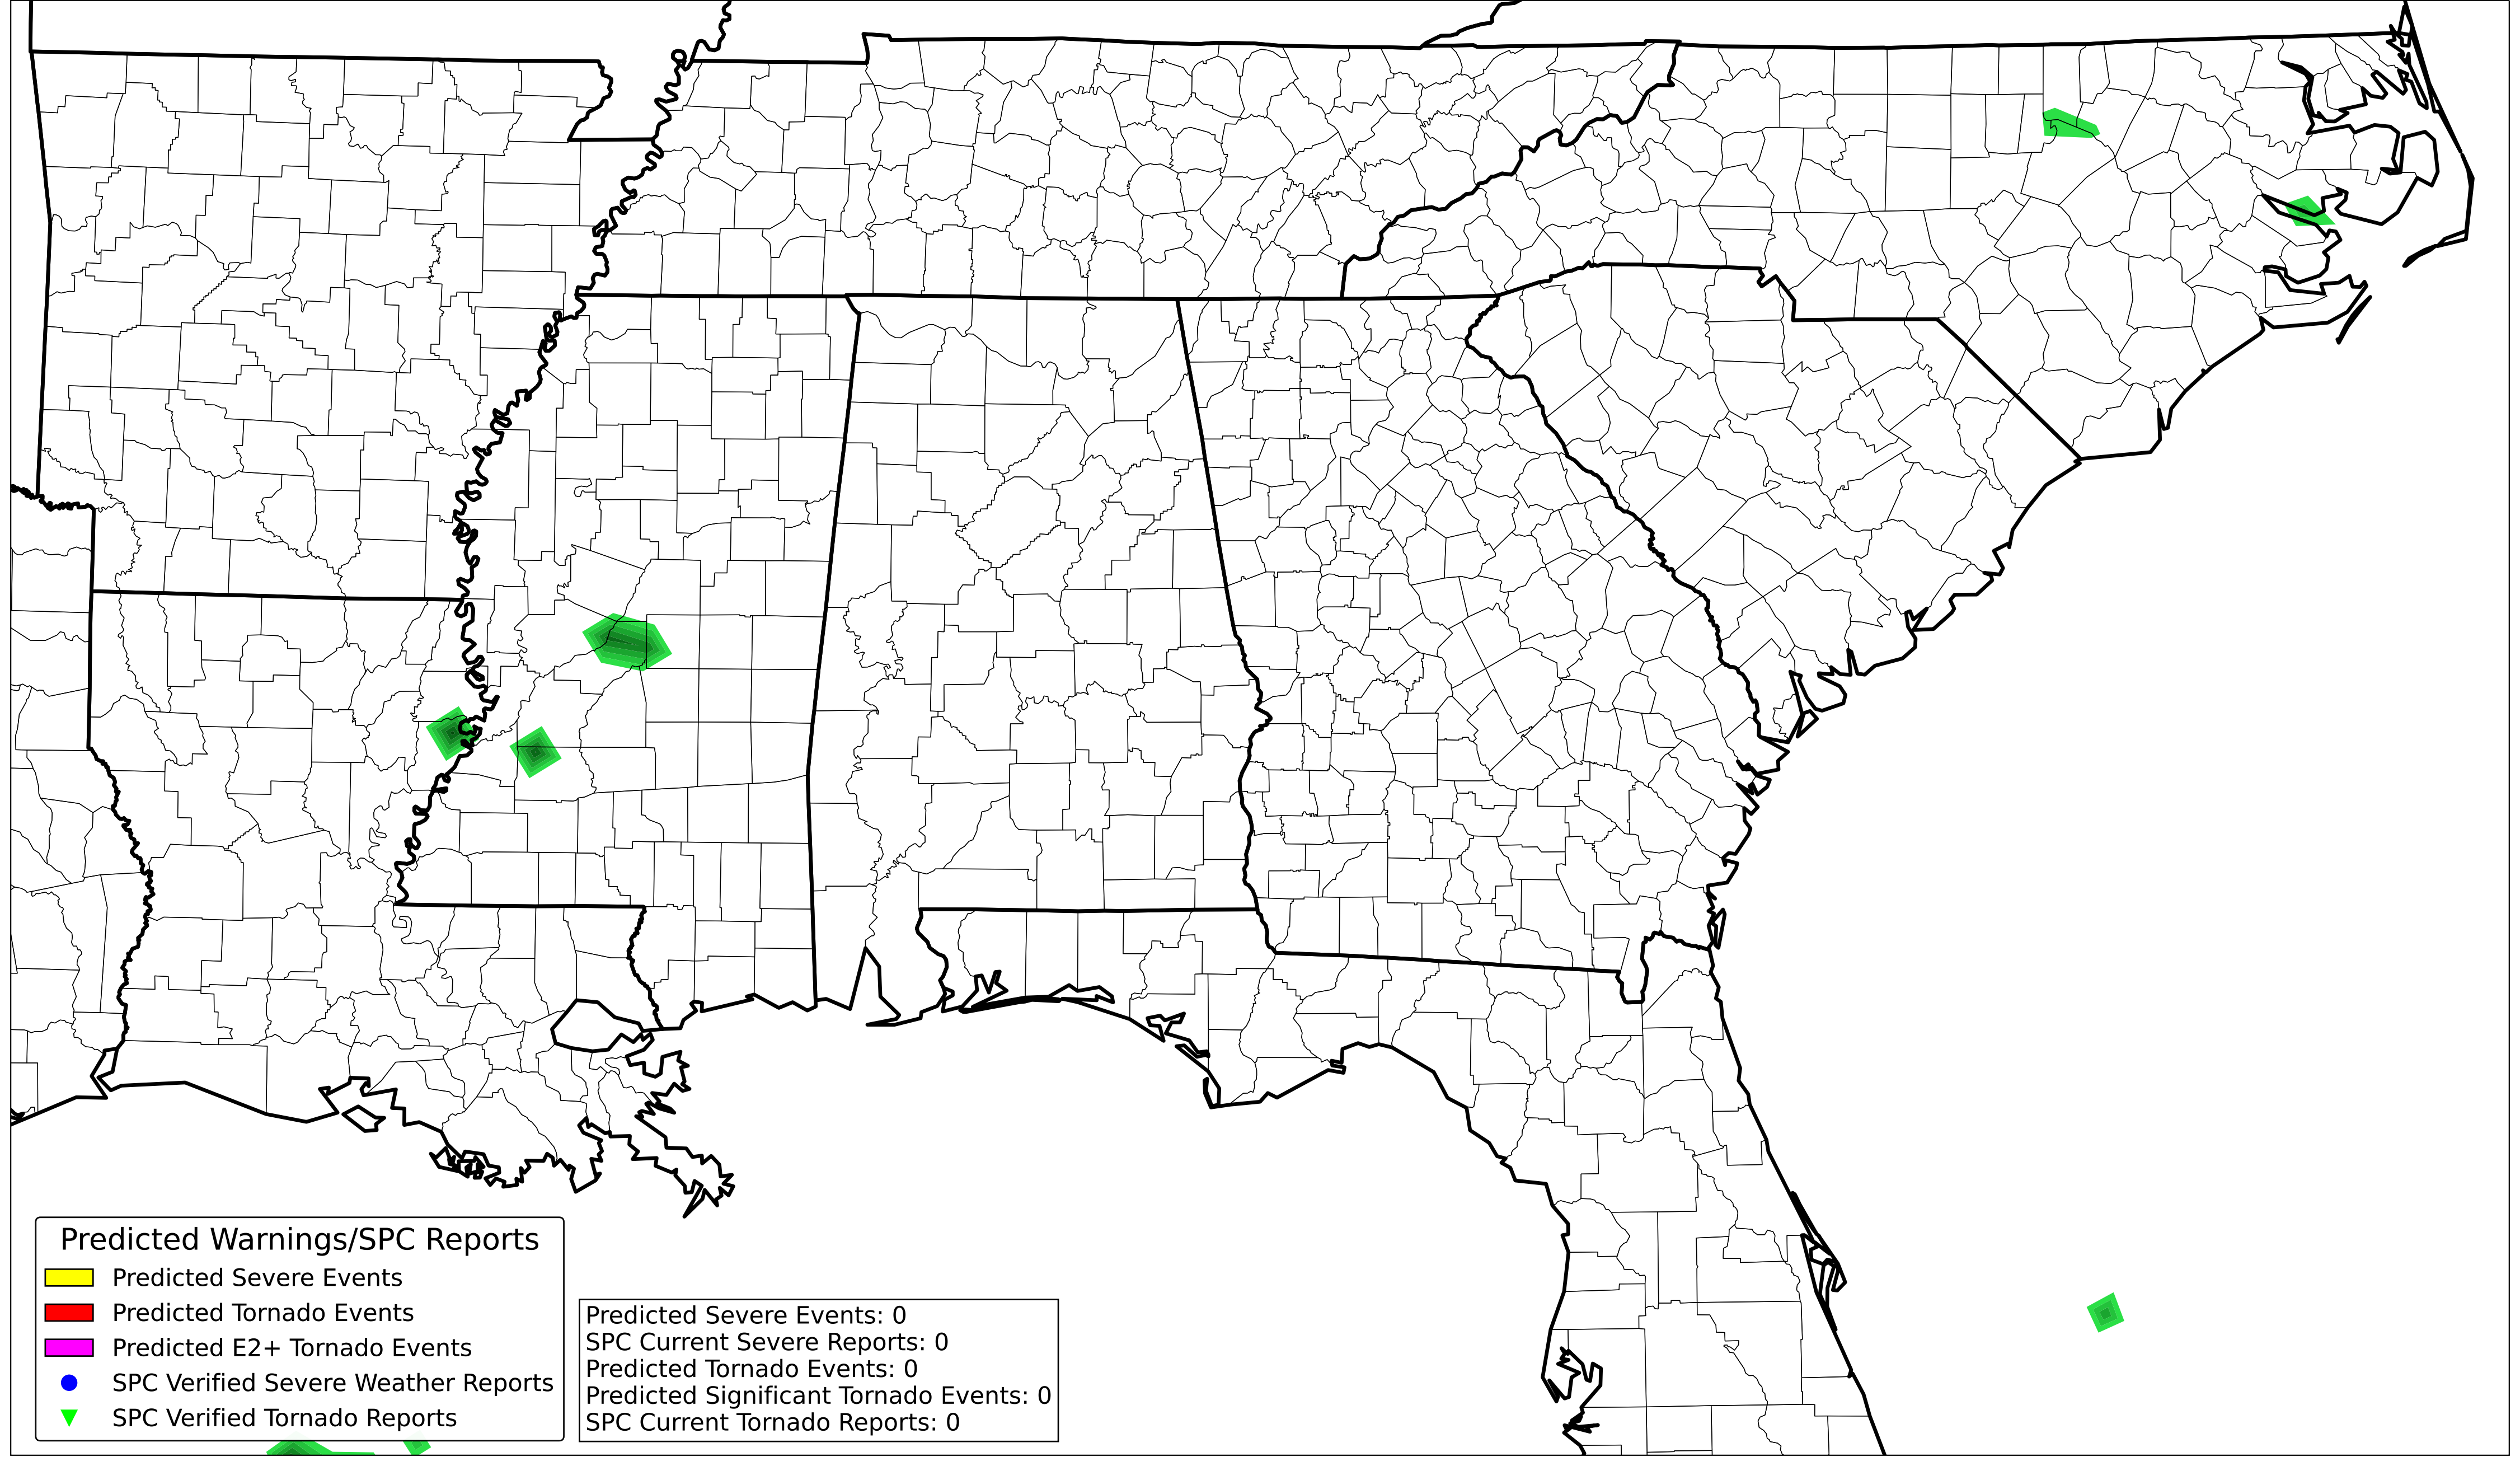 Predicted Warnings/SPC Reports
Predicted Severe Events
Predicted Tornado Events
Predicted E2+ Tornado Events
SPC Verified Severe Weather Reports
SPC Verified Tornado Reports
Predicted Severe Events: 0
SPC Current Severe Reports: 0
Predicted Tornado Events: 0
Predicted Significant Tornado Events: 0
SPC Current Tornado Reports: 0